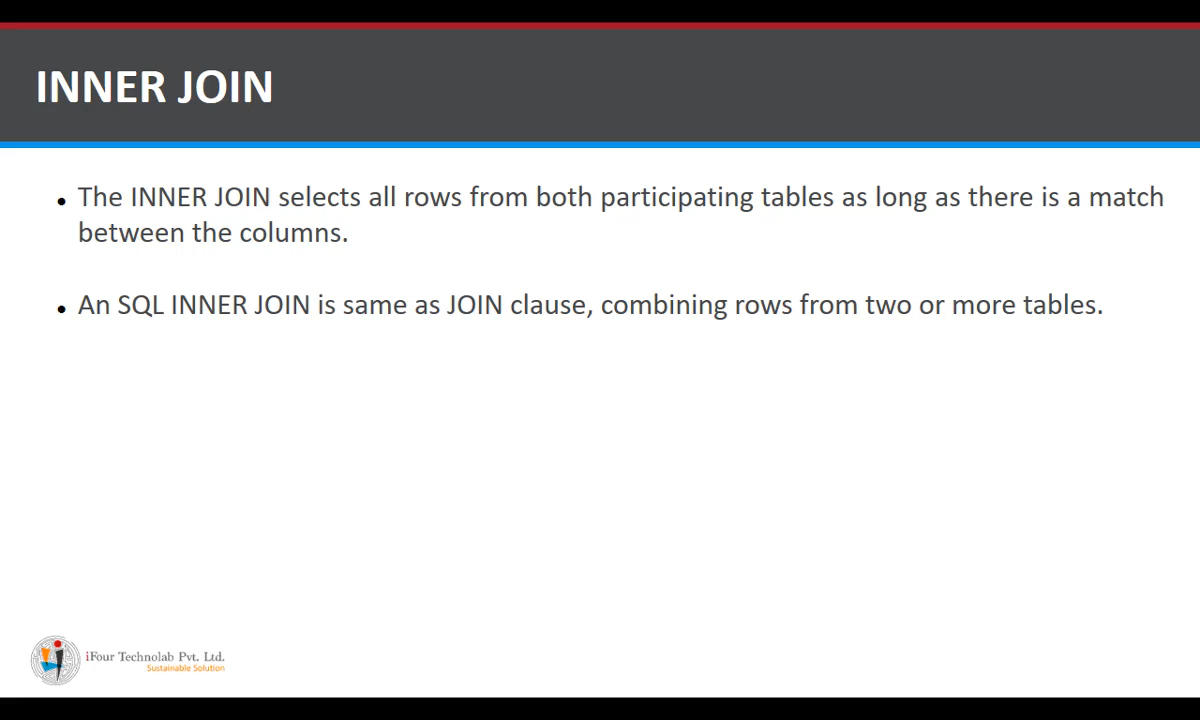 INNER JOIN
• The INNER JOIN selects all rows from both participating tables as long as there is a match
between the columns.
• An SQL INNER JOIN is same as JOIN clause, combining rows from two or more tables.
iFour Technolab Pvt. Ltd.
Sustainable Solution